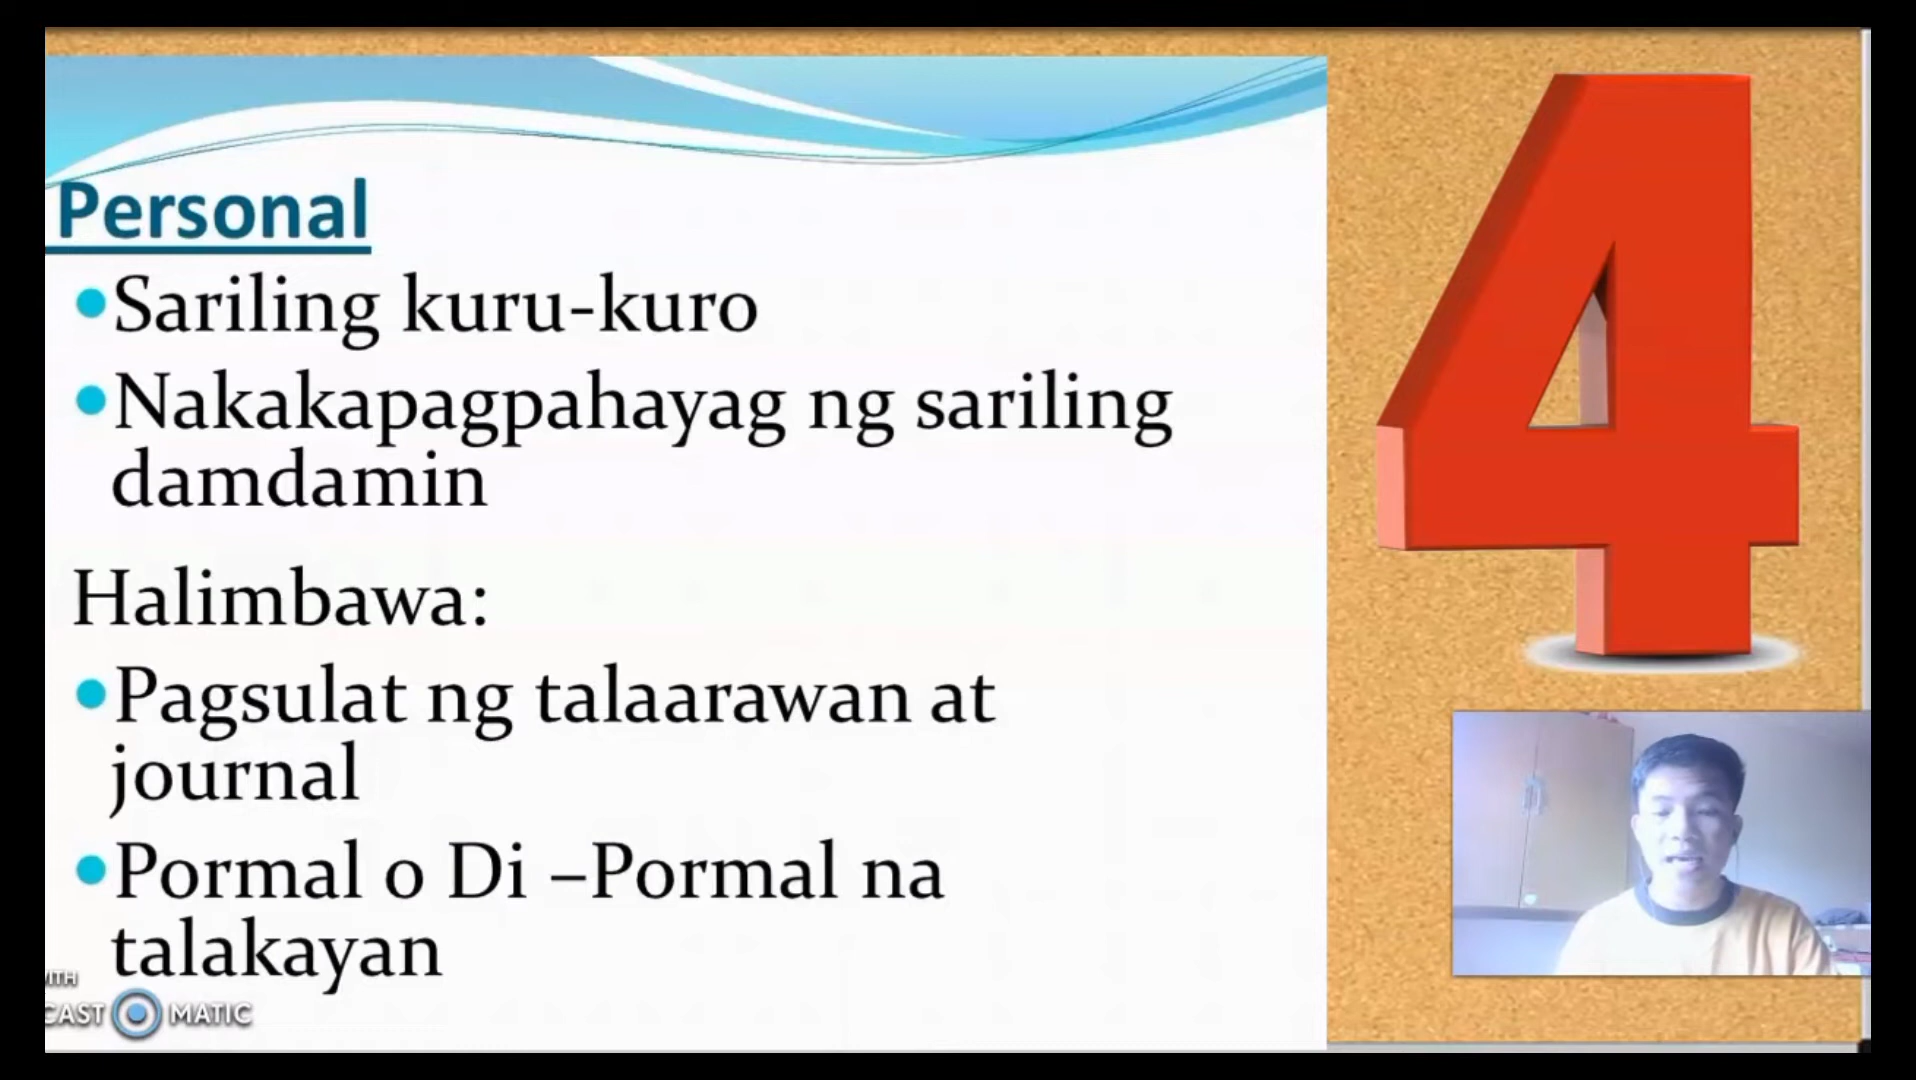 Personal
•Sariling kuru-kuro
•Nakakapagpahayag ng sariling
damdamin
Halimbawa:
•Pagsulat ng talaarawan at
journal
•Pormal o Di –Pormal na
talakayan
4
ITH
CAST MATIC